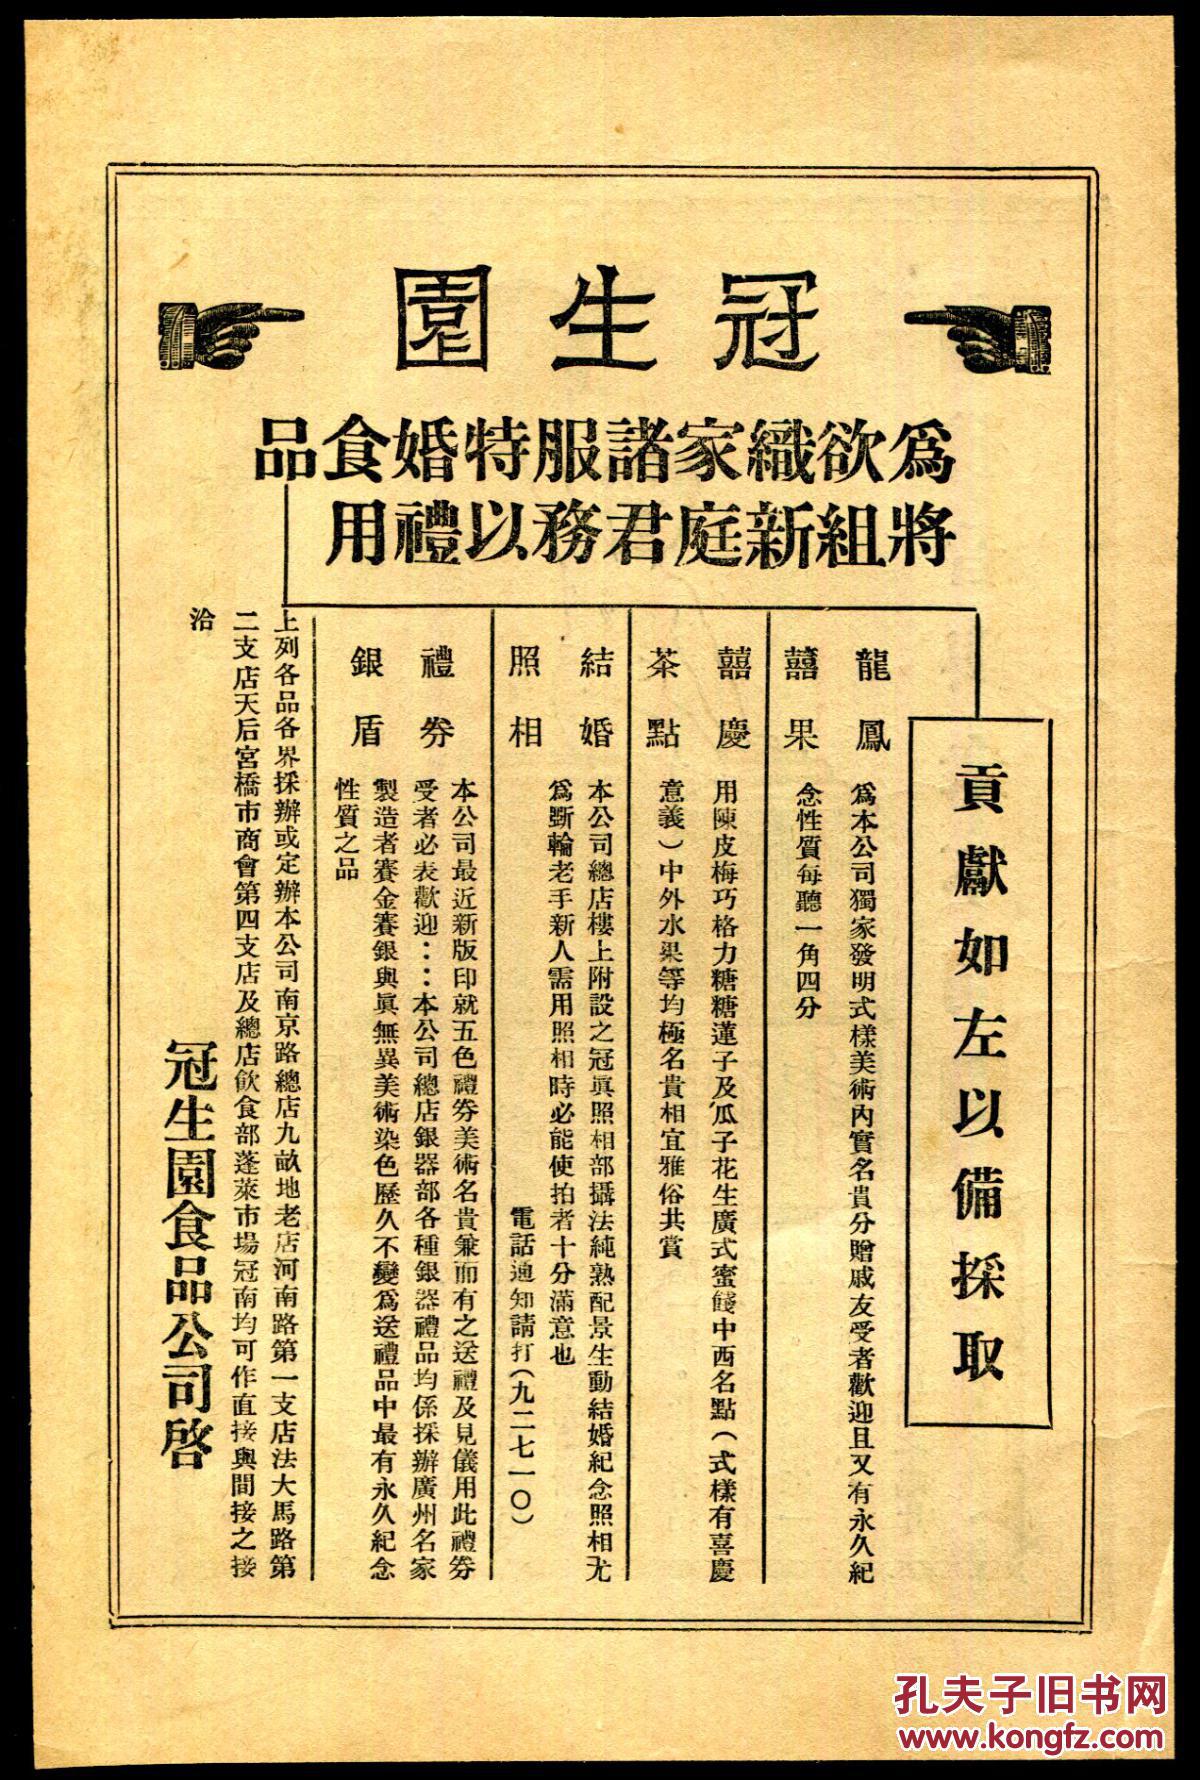 冠生園
爲將欲組織新家庭諸君服務特以婚禮食用品
貢獻如左以備採取
龍鳳
囍果
爲本公司獨家發明式樣美術內實名貴分贈戚友受者歡迎且又有永久紀
念性質每聽一角四分
囍慶
茶點
用陳皮梅巧格力糖糖蓮子及瓜子花生廣式蜜餞中西名點（式樣有喜慶
意義）中外水菓等均極名貴相宜雅俗共賞
結婚
照相
本公司總店樓上附設之冠眞照相部攝法純熟配景生動結婚紀念照相尤
爲斲輪老手新人需用照相時必能使拍者十分滿意也
電話通知請打（九二七一〇）
禮券
銀盾
本公司最近新版印就五色禮券美術名貴兼而有之送禮及見儀用此禮券
受者必表歡迎：：本公司總店銀器部各種銀器禮品均係採辦廣州名家
製造者賽金賽銀與眞無異美術染色歷久不變爲送禮品中最有永久紀念
性質之品
上列各品各界採辦或定辦本公司南京路總店九畝地老店河南路第一支店法大馬路第
二支店天后宮橋市商會第四支店及總店飲食部蓬萊市場冠南均可作直接與間接之接
洽
冠生園食品公司啓
孔夫子旧书网
www.kongfz.com